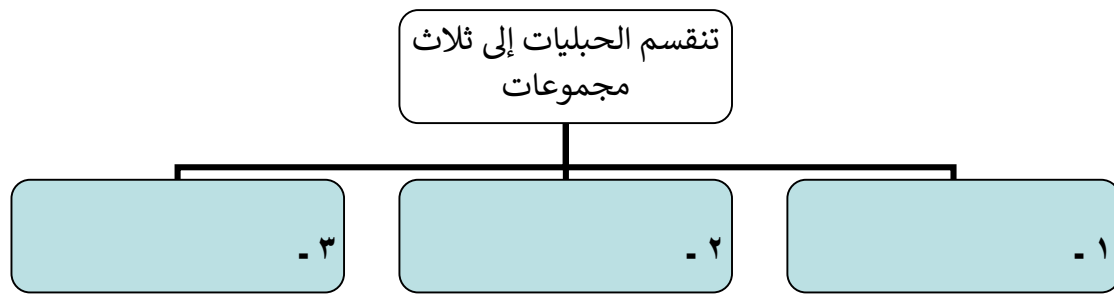 تنقسم الحبليات إلى ثلاث
مجموعات
١ -
٢ -
٣ -